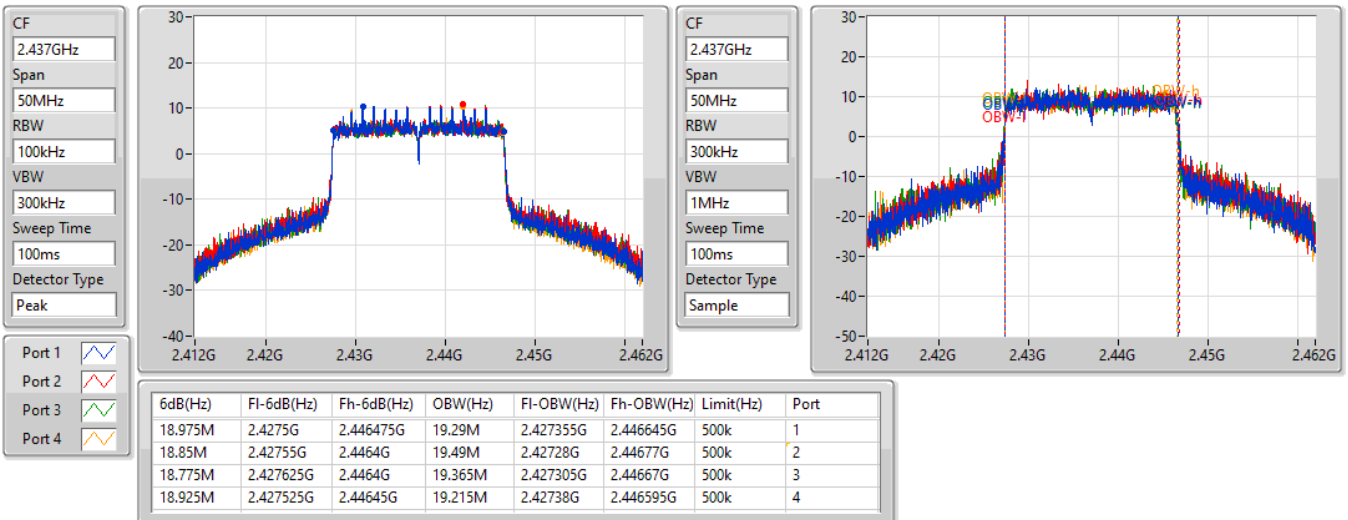 CF
2.437GHz
Span
50MHz
RBW
100kHz
VBW
300kHz
Sweep Time
100ms
Detector Type
Peak
30
20
10
0
-10
-20
-30
-40
2.412G 2.42G 2.43G 2.44G 2.45G 2.462G
CF
2.437GHz
Span
50MHz
RBW
300kHz
VBW
1MHz
Sweep Time
100ms
Detector Type
Sample
30
20
10
0
-10
-20
-30
-40
-50
2.412G 2.42G 2.43G 2.44G 2.45G 2.462G
OBW-l
OBW-h
Port 1
Port 2
Port 3
Port 4
6dB(Hz) Fl-6dB(Hz) Fh-6dB(Hz) OBW(Hz) Fl-OBW(Hz) Fh-OBW(Hz) Limit(Hz) Port
18.975M 2.4275G 2.446475G 19.29M 2.427355G 2.446645G 500k 1
18.85M 2.42755G 2.4464G 19.49M 2.42728G 2.44677G 500k 2
18.775M 2.427625G 2.4464G 19.365M 2.427305G 2.44667G 500k 3
18.925M 2.427525G 2.44645G 19.215M 2.42738G 2.446595G 500k 4